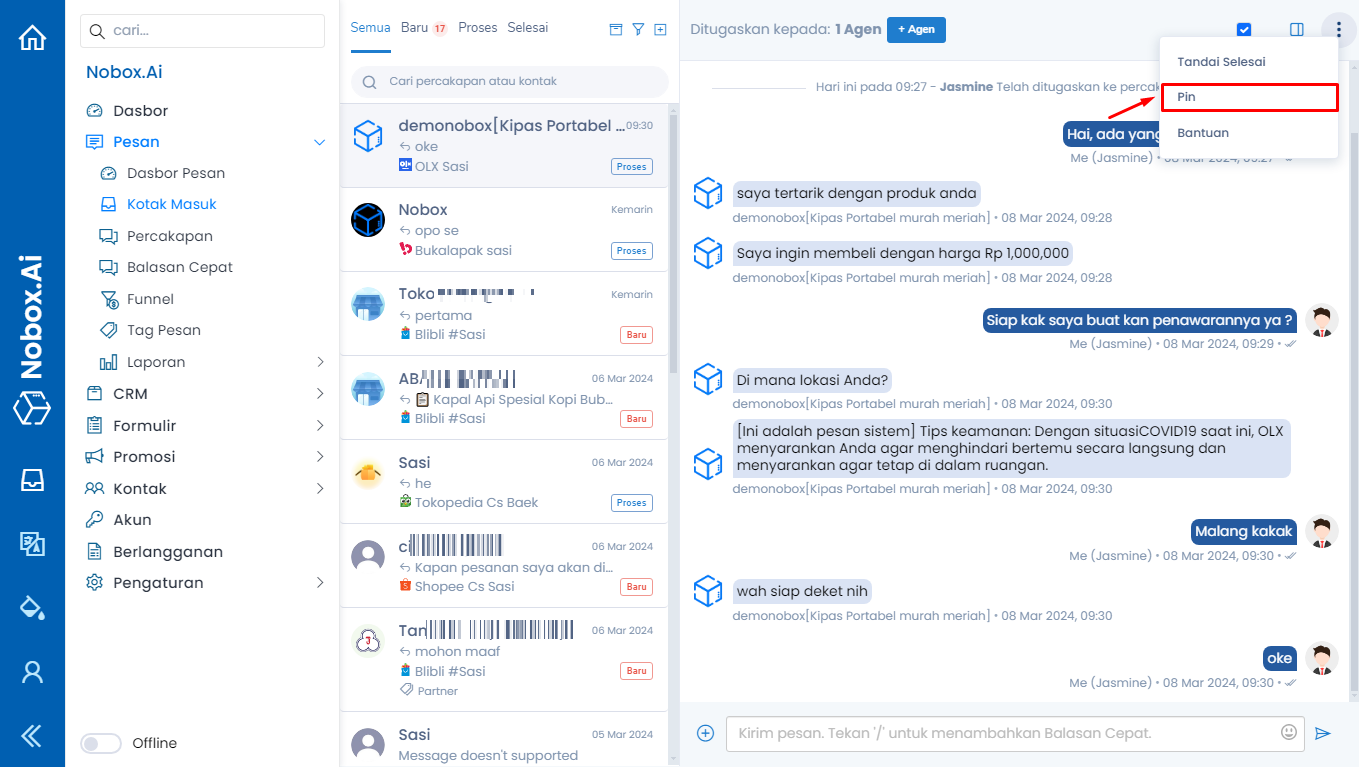 Nobox.Ai
cari...
Nobox.Ai
Dasbor
Pesan
Dasbor Pesan
Kotak Masuk
Percakapan
Balasan Cepat
Funnel
Tag Pesan
Laporan
CRM
Formulir
Promosi
Kontak
Akun
Berlangganan
Pengaturan
Offline
Semua Baru 17 Proses Selesai
Cari percakapan atau kontak
demonobox[Kipas Portabel ... 09:30
oke
OLX Sasi Proses
Nobox Kemarin
opo se
Bukalapak sasi Proses
Toko Kemarin
pertama
Blibli #Sasi Baru
ABA 06 Mar 2024
Kapal Api Spesial Kopi Bub...
Blibli #Sasi Baru
Sasi 06 Mar 2024
he
Tokopedia Cs Baek Proses
ci 06 Mar 2024
Kapan pesanan saya akan di...
Shopee Cs Sasi Baru
Tan 06 Mar 2024
mohon maaf
Blibli #Sasi Baru
Partner
Sasi 05 Mar 2024
Message doesn't supported
Ditugaskan kepada: 1 Agen + Agen
Tandai Selesai
Pin
Bantuan
Hari ini pada 09:27 - Jasmine Telah ditugaskan ke percak
Hai, ada yang
Me (Jasmine) • 08 Mar 2024, 09:27
saya tertarik dengan produk anda
demonobox[Kipas Portabel murah meriah] • 08 Mar 2024, 09:28
Saya ingin membeli dengan harga Rp 1,000,000
demonobox[Kipas Portabel murah meriah] • 08 Mar 2024, 09:28
Siap kak saya buat kan penawarannya ya ?
Me (Jasmine) • 08 Mar 2024, 09:29 •
Di mana lokasi Anda?
demonobox[Kipas Portabel murah meriah] • 08 Mar 2024, 09:30
[Ini adalah pesan sistem] Tips keamanan: Dengan situasiCOVID19 saat ini, OLX
menyarankan Anda agar menghindari bertemu secara langsung dan
menyarankan agar tetap di dalam ruangan.
demonobox[Kipas Portabel murah meriah] • 08 Mar 2024, 09:30
Malang kakak
Me (Jasmine) • 08 Mar 2024, 09:30 •
wah siap deket nih
demonobox[Kipas Portabel murah meriah] • 08 Mar 2024, 09:30
oke
Me (Jasmine) • 08 Mar 2024, 09:30 •
Kirim pesan. Tekan '/' untuk menambahkan Balasan Cepat.